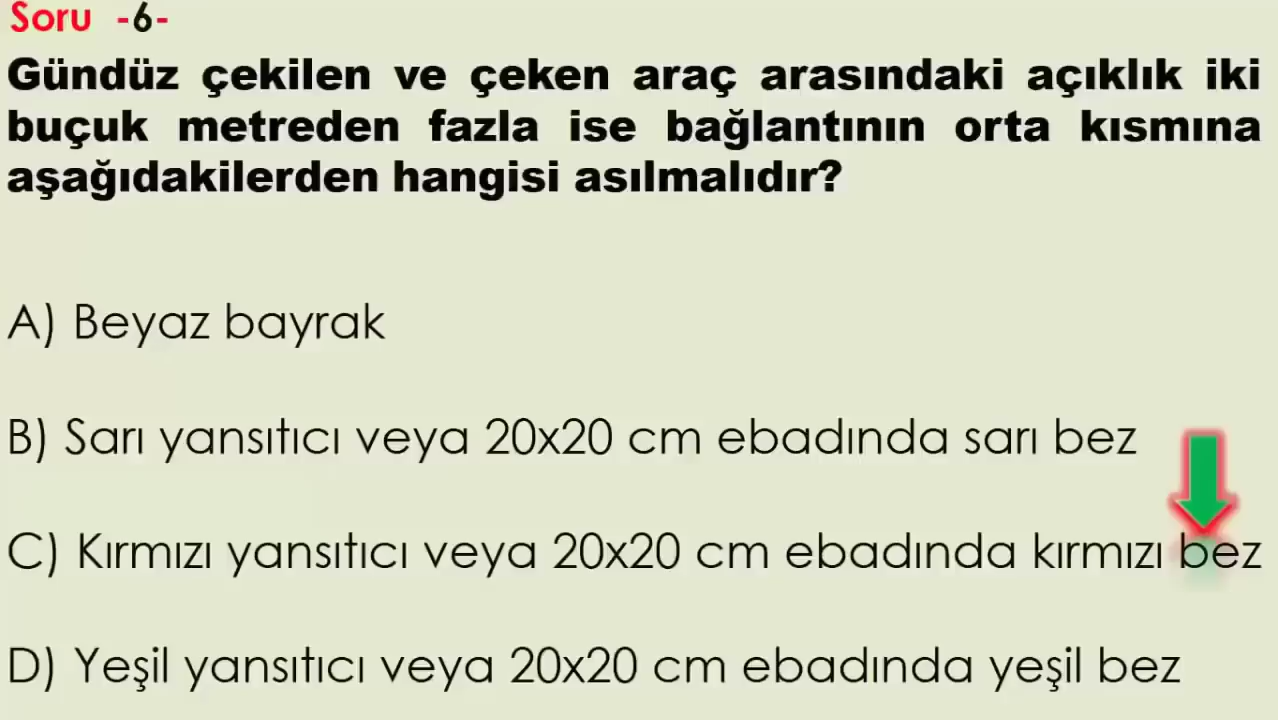 Soru -6-
Gündüz çekilen ve çeken araç arasındaki açıklık iki
buçuk metreden fazla ise bağlantının orta kısmına
aşağıdakilerden hangisi asılmalıdır?
A) Beyaz bayrak
B) Sarı yansıtıcı veya 20x20 cm ebadında sarı bez
C) Kırmızı yansıtıcı veya 20x20 cm ebadında kırmızı bez
D) Yeşil yansıtıcı veya 20x20 cm ebadında yeşil bez